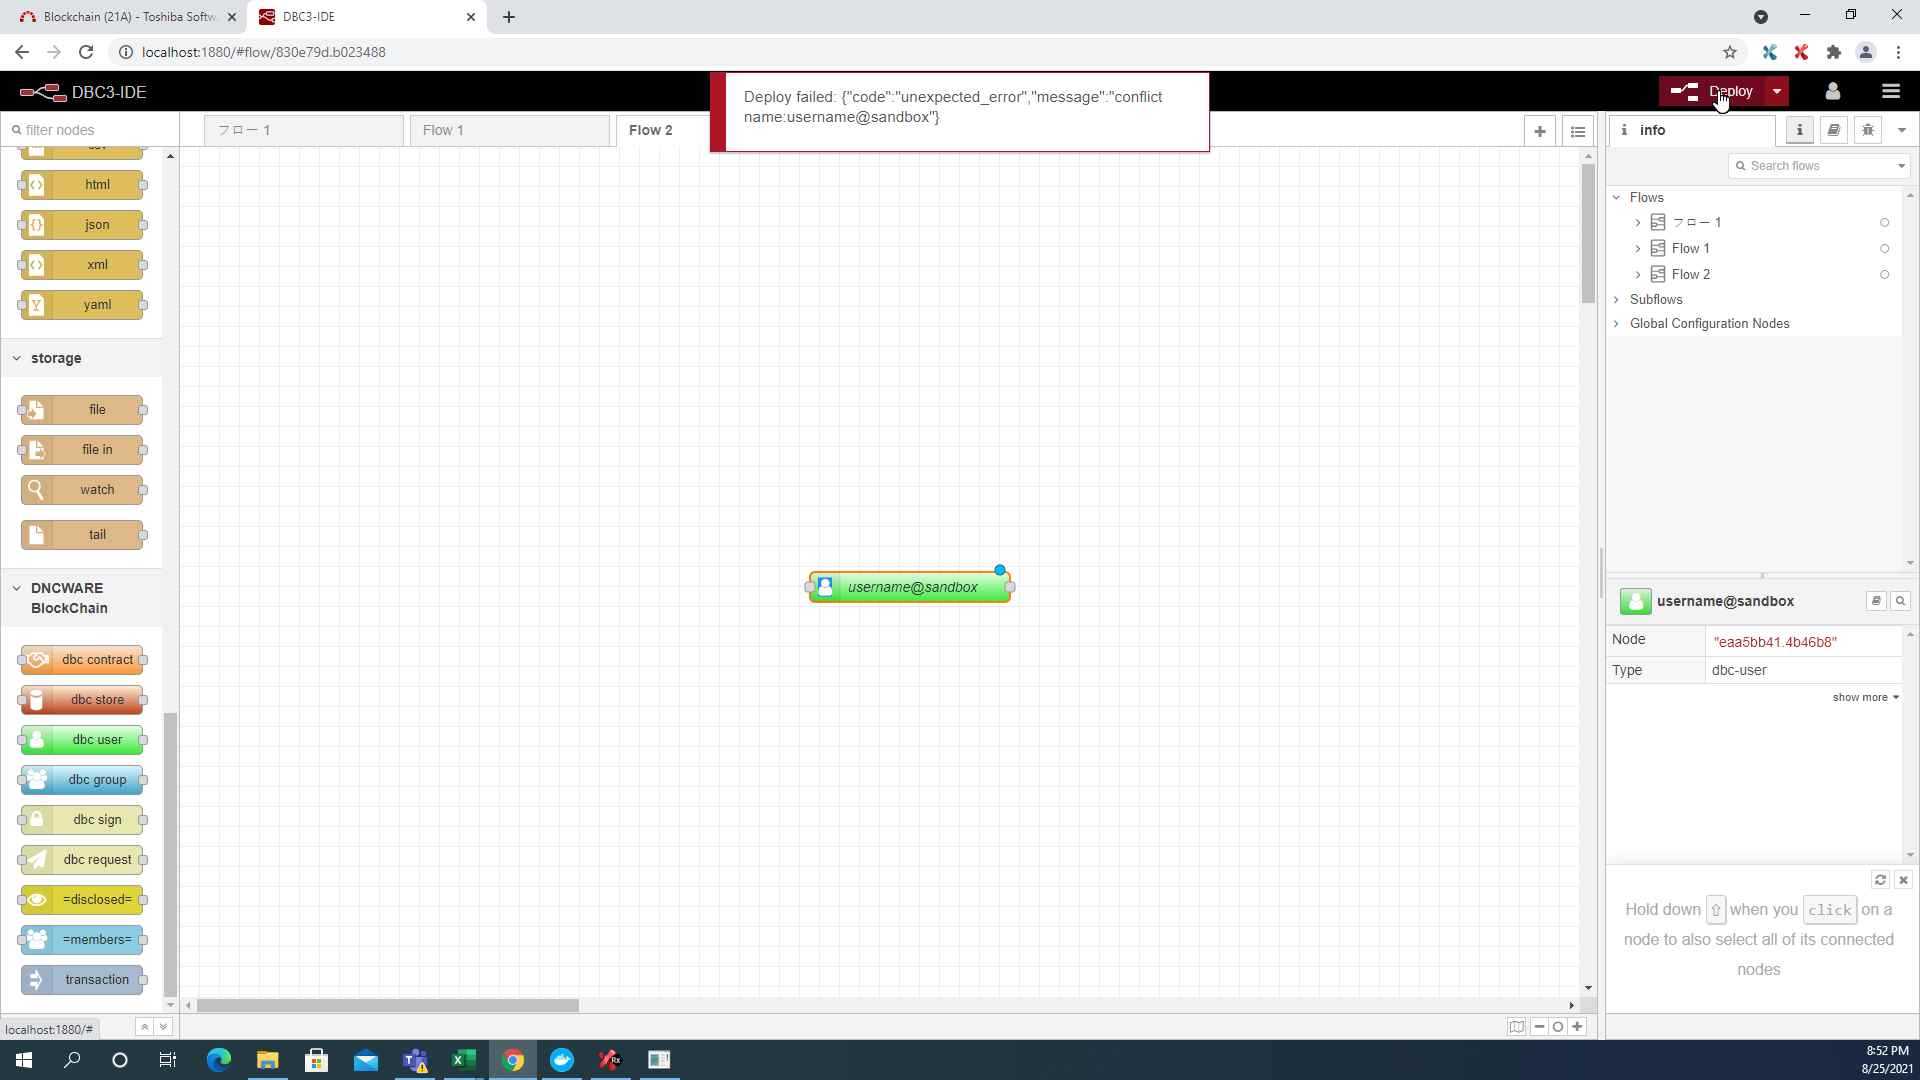 Blockchain (21A) - Toshiba Softw
DBC3-IDE
localhost:1880/#flow/830e79d.b023488
DBC3-IDE
Deploy
Deploy failed: {"code":"unexpected_error","message":"conflict
name:username@sandbox"}
filter nodes
フロー 1
Flow 1
Flow 2
info
Search flows
csv
html
json
xml
yaml
storage
file
file in
watch
tail
DNCWARE
BlockChain
dbc contract
dbc store
dbc user
dbc group
dbc sign
dbc request
=disclosed=
=members=
transaction
localhost:1880/#
username@sandbox
Flows
フロー 1
Flow 1
Flow 2
Subflows
Global Configuration Nodes
username@sandbox
Node "eaa5bb41.4b46b8"
Type dbc-user
show more
Hold down ⇧ when you click on a
node to also select all of its connected
nodes
8:52 PM
8/25/2021